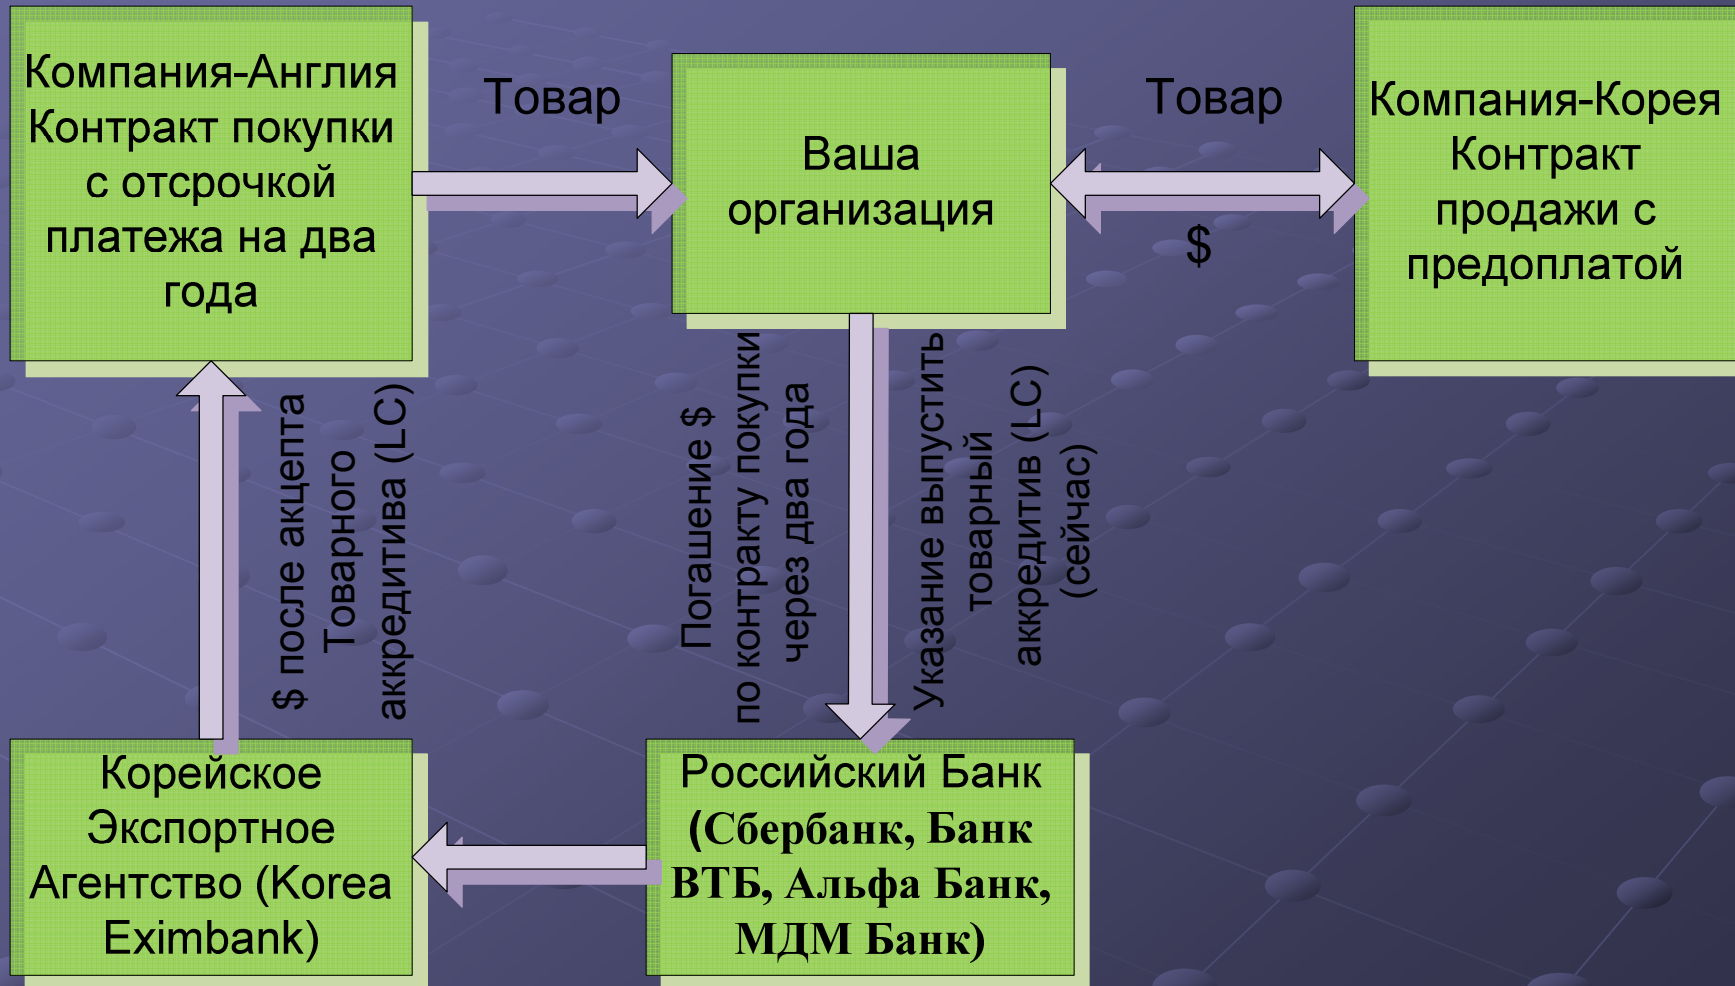 Компания-Англия
Контракт покупки
с отсрочкой
платежа на два
года
Товар
Ваша
организация
Товар
$
Компания-Корея
Контракт
продажи с
предоплатой
$ после акцепта
Товарного
аккредитива (LC)
Погашение $
по контракту покупки
через два года
Указание выпустить
товарный
аккредитив (LC)
(сейчас)
Корейское
Экспортное
Агентство (Korea
Eximbank)
Российский Банк
(Сбербанк, Банк
ВТБ, Альфа Банк,
МДМ Банк)